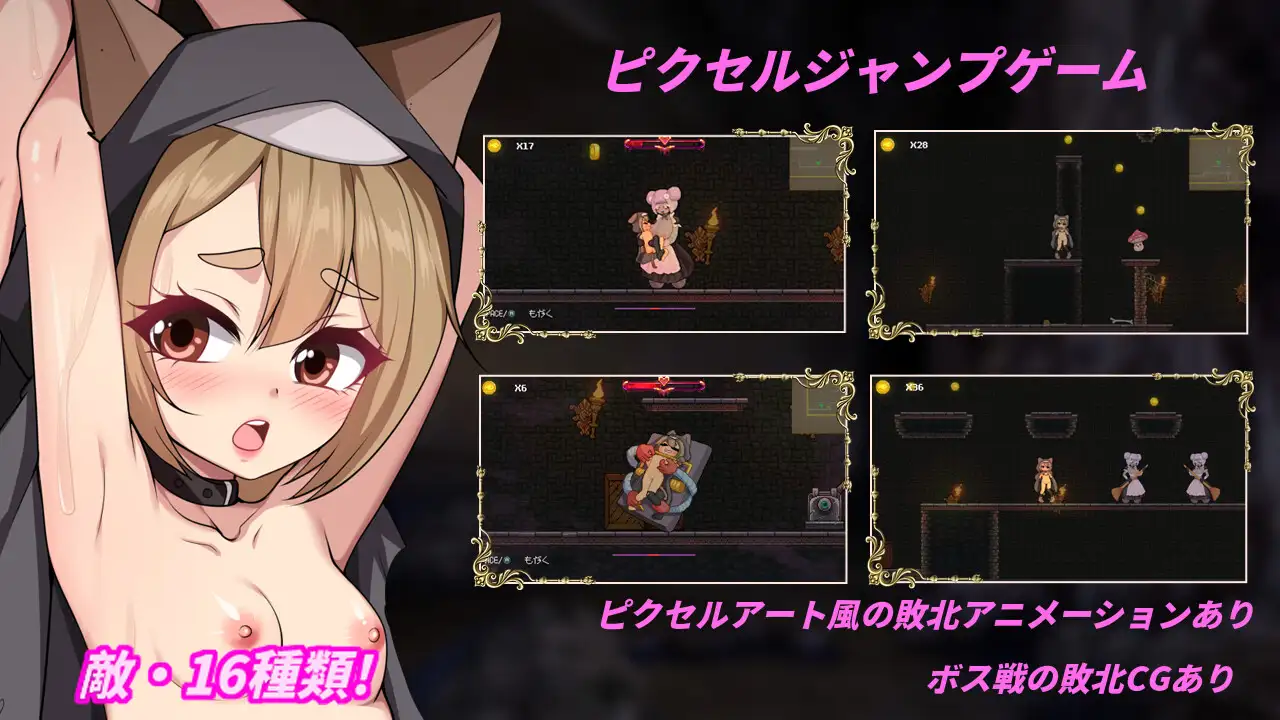 ピクセルジャンプゲーム
X17
X28
もがく
X6
X36
もがく
ピクセルアート風の敗北アニメーションあり
敵・16種類!
ボス戦の敗北CGあり